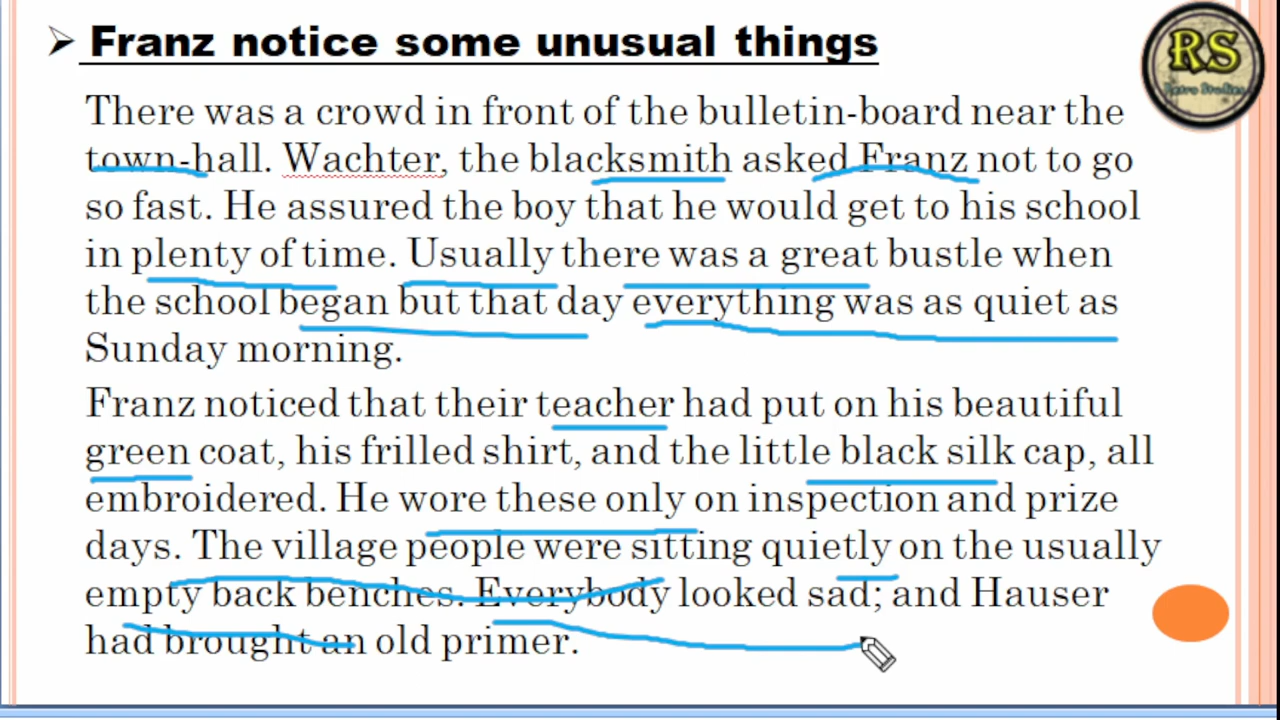 ➢ Franz notice some unusual things
RS
Retro Studies
There was a crowd in front of the bulletin-board near the
town-hall. Wachter, the blacksmith asked Franz not to go
so fast. He assured the boy that he would get to his school
in plenty of time. Usually there was a great bustle when
the school began but that day everything was as quiet as
Sunday morning.
Franz noticed that their teacher had put on his beautiful
green coat, his frilled shirt, and the little black silk cap, all
embroidered. He wore these only on inspection and prize
days. The village people were sitting quietly on the usually
empty back benches. Everybody looked sad; and Hauser
had brought an old primer.